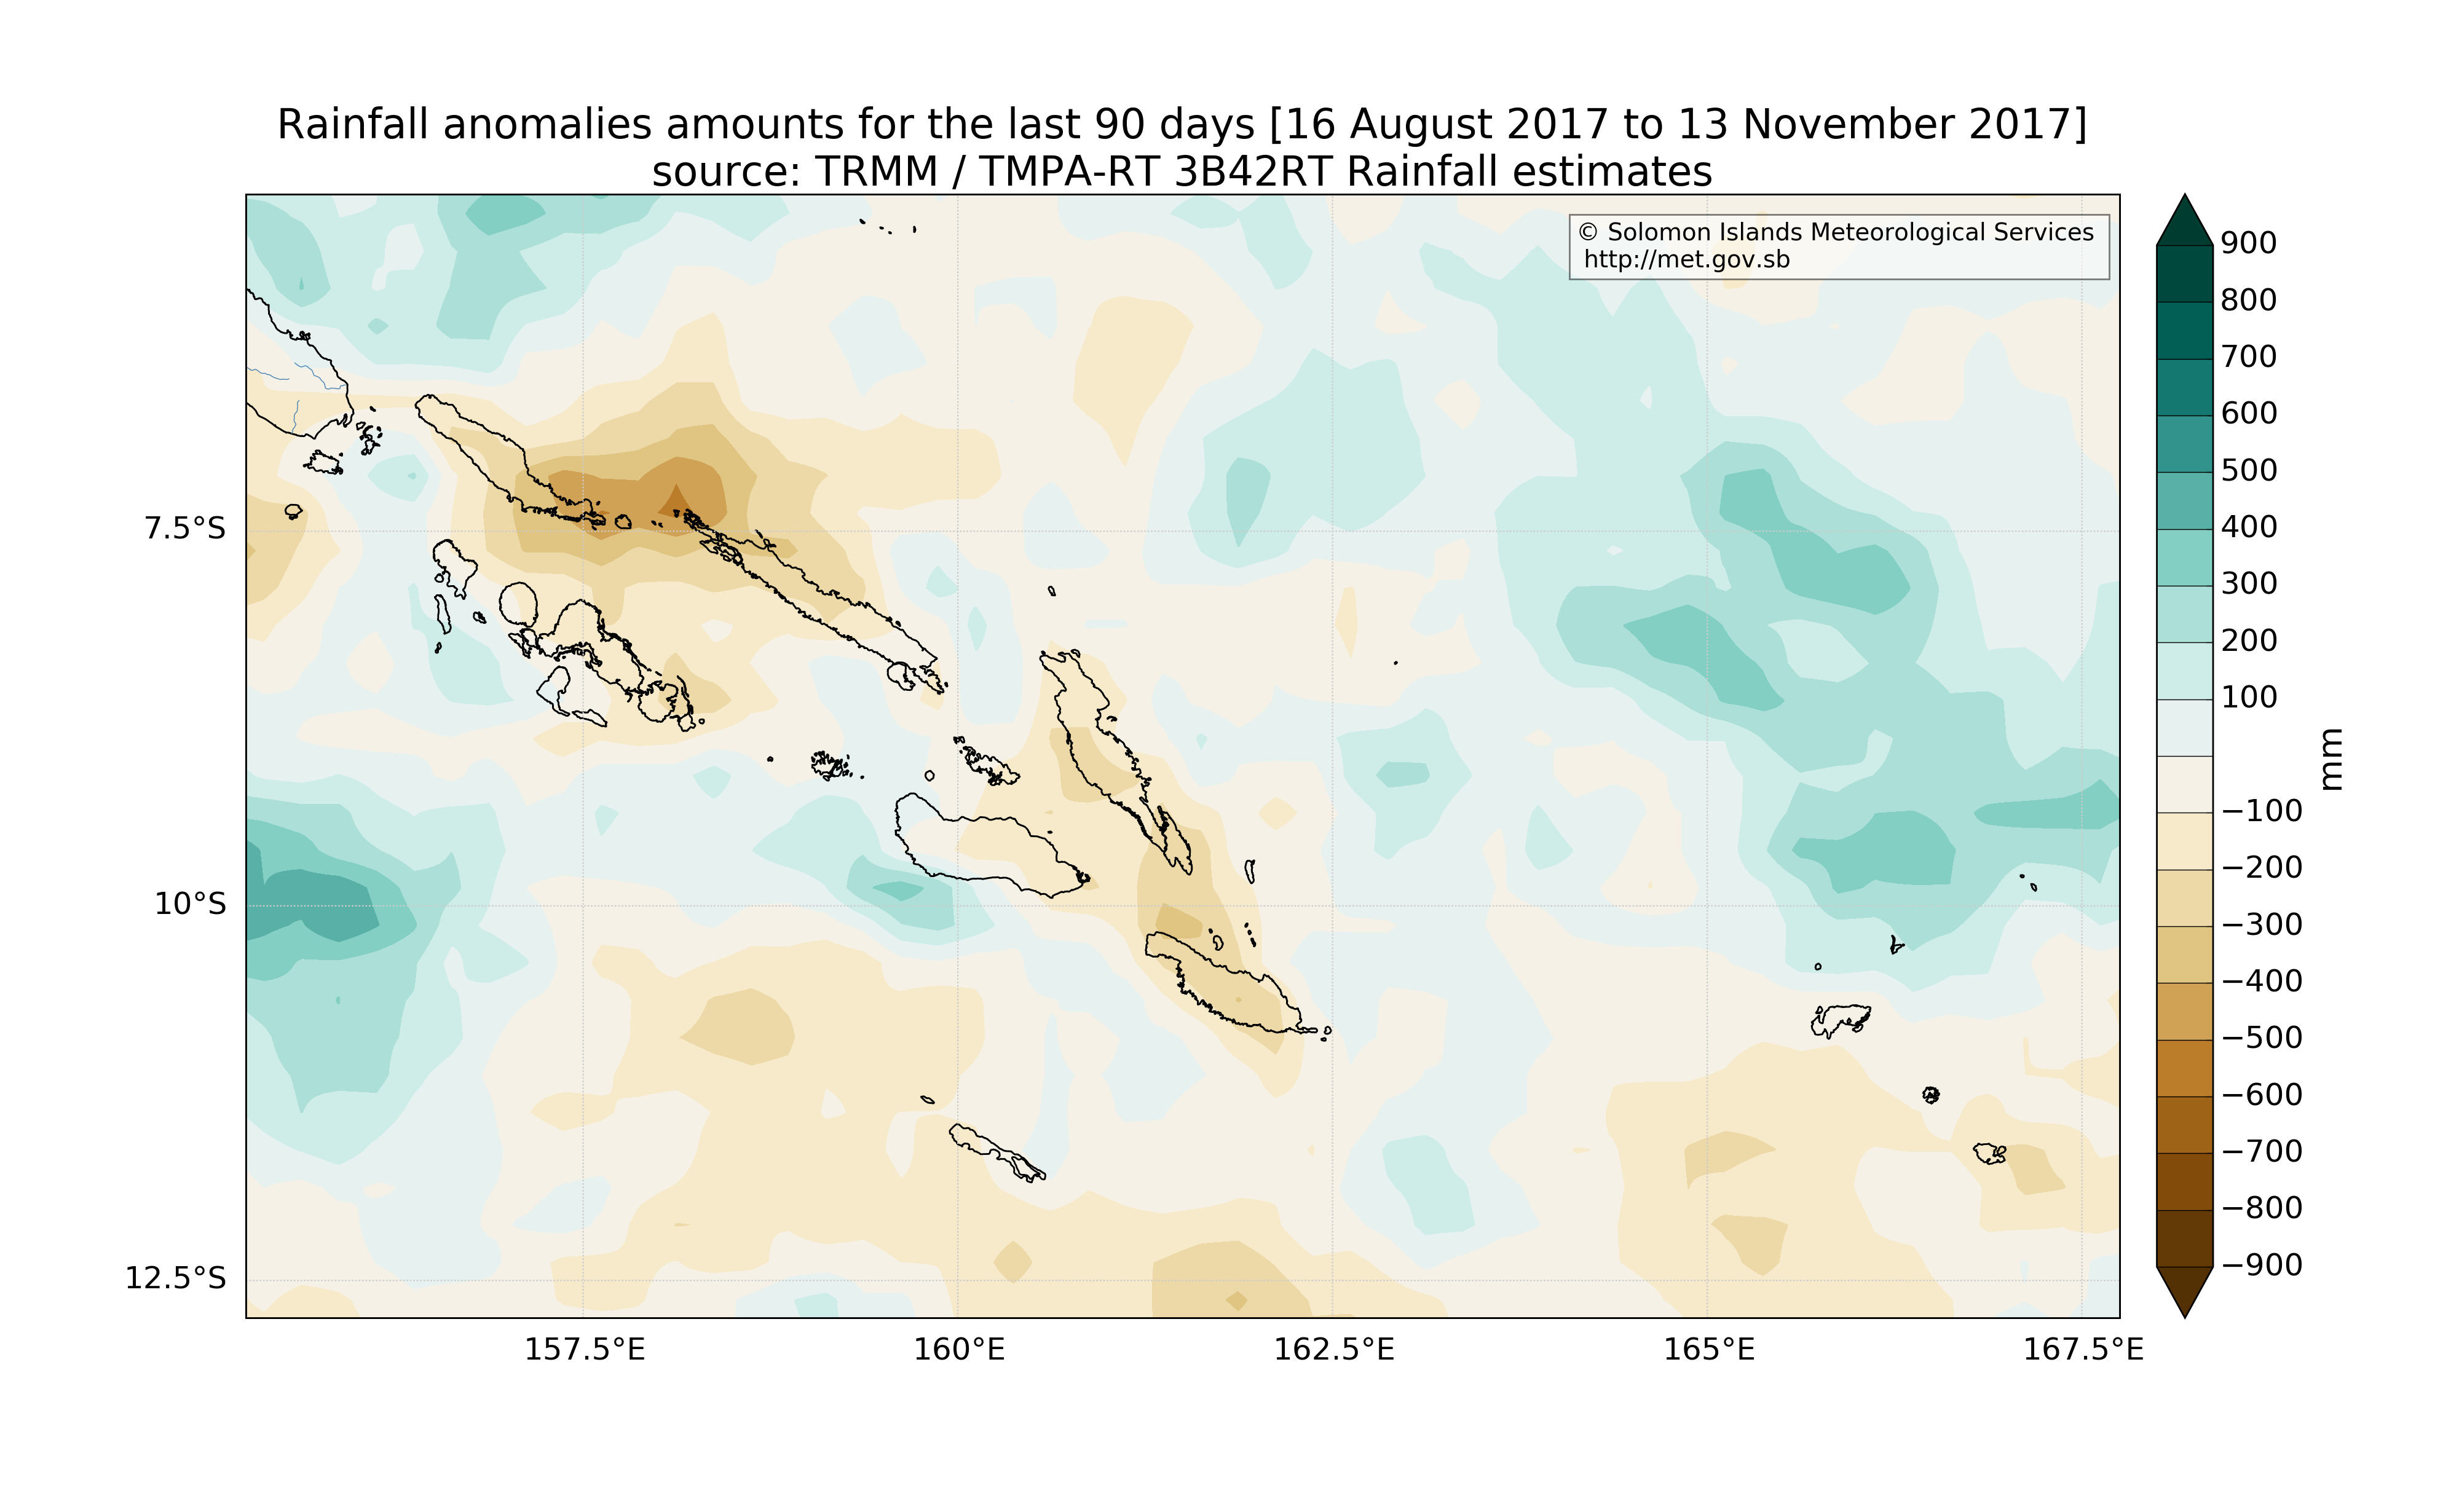 Rainfall anomalies amounts for the last 90 days [16 August 2017 to 13 November 2017]
source: TRMM / TMPA-RT 3B42RT Rainfall estimates
© Solomon Islands Meteorological Services
http://met.gov.sb
7.5°S
10°S
12.5°S
157.5°E
160°E
162.5°E
165°E
167.5°E
900
800
700
600
500
400
300
200
100
−100
−200
−300
−400
−500
−600
−700
−800
−900
mm